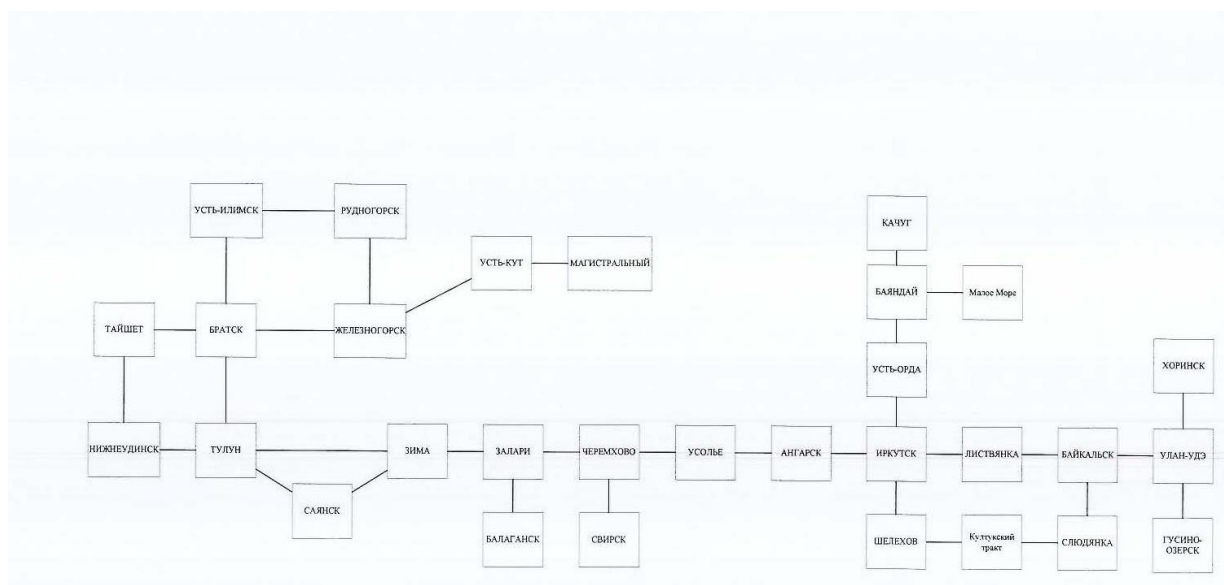 УСТЬ-ИЛИМСК
РУДНОГОРСК
КАЧУГ
УСТЬ-КУТ
МАГИСТРАЛЬНЫЙ
БАЯНДАЙ
Малое Море
ТАЙШЕТ
БРАТСК
ЖЕЛЕЗНОГОРСК
УСТЬ-ОРДА
ХОРИНСК
НИЖНЕУДИНСК
ТУЛУН
ЗИМА
ЗАЛАРИ
ЧЕРЕМХОВО
УСОЛЬЕ
АНГАРСК
ИРКУТСК
ЛИСТВЯНКА
БАЙКАЛЬСК
УЛАН-УДЭ
САЯНСК
БАЛАГАНСК
СВИРСК
ШЕЛЕХОВ
Култукский
тракт
СЛЮДЯНКА
ГУСИНО-
ОЗЕРСК